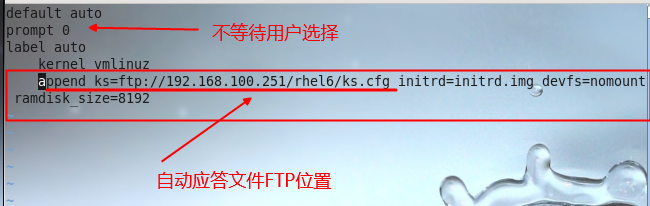 default auto
prompt 0
不等待用户选择
label auto
kernel vmlinuz
append ks=ftp://192.168.100.251/rhel6/ks.cfg initrd=initrd.img devfs=nomount
ramdisk_size=8192
~
自动应答文件FTP位置
~
~